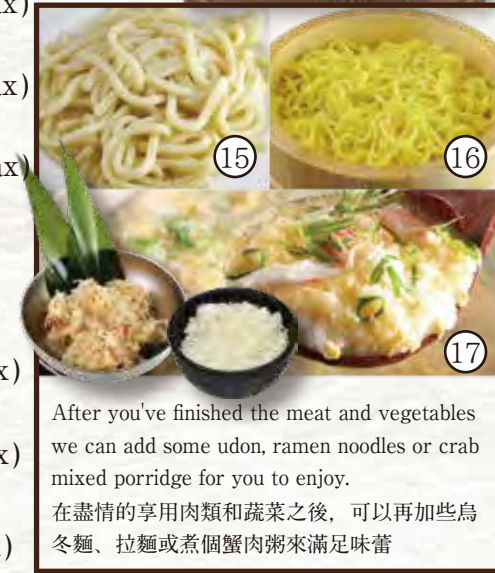 x)
ax)
ax)
x)
x)
)
⑮
⑯
⑰
After you've finished the meat and vegetables
we can add some udon, ramen noodles or crab
mixed porridge for you to enjoy.
在盡情的享用肉類和蔬菜之後，可以再加些烏
冬麵、拉麵或煮個蟹肉粥來滿足味蕾